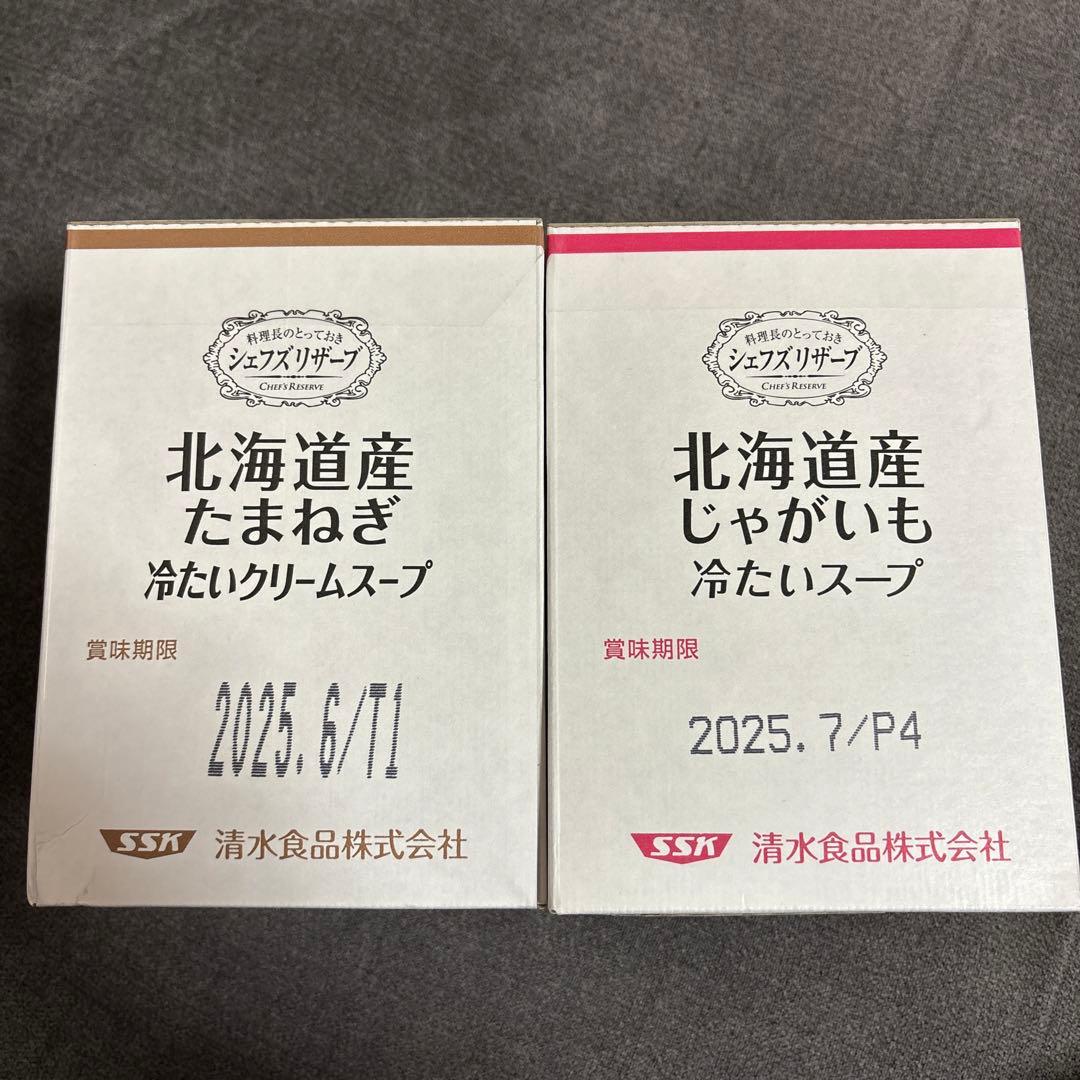 料理長のとっておき
シェフズリザーブ
CHEF'S RESERVE
北海道産
たまねぎ
冷たいクリームスープ
賞味期限
2025.6/T1
SSK 清水食品株式会社
料理長のとっておき
シェフズリザーブ
CHEF'S RESERVE
北海道産
じゃがいも
冷たいスープ
賞味期限
2025.7/P4
SSK 清水食品株式会社